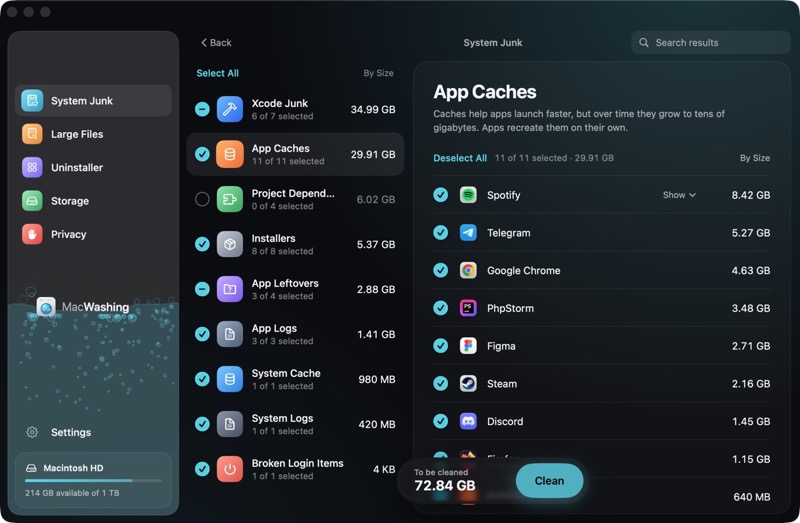 System Junk
Large Files
Uninstaller
Storage
Privacy
MacWashing
Settings
Macintosh HD
214 GB available of 1 TB
Back
System Junk
Search results
Select All
By Size
Xcode Junk
6 of 7 selected
34.99 GB
App Caches
11 of 11 selected
29.91 GB
Project Depend...
0 of 4 selected
6.02 GB
Installers
8 of 8 selected
5.37 GB
App Leftovers
3 of 4 selected
2.88 GB
App Logs
3 of 3 selected
1.41 GB
System Cache
1 of 1 selected
980 MB
System Logs
1 of 1 selected
420 MB
Broken Login Items
1 of 1 selected
4 KB
App Caches
Caches help apps launch faster, but over time they grow to tens of
gigabytes. Apps recreate them on their own.
Deselect All
11 of 11 selected · 29.91 GB
By Size
Spotify
Show
8.42 GB
Telegram
5.27 GB
Google Chrome
4.63 GB
PS
PhpStorm
3.48 GB
Figma
2.71 GB
Steam
2.16 GB
Discord
1.45 GB
1.15 GB
640 MB
To be cleaned
72.84 GB
Clean